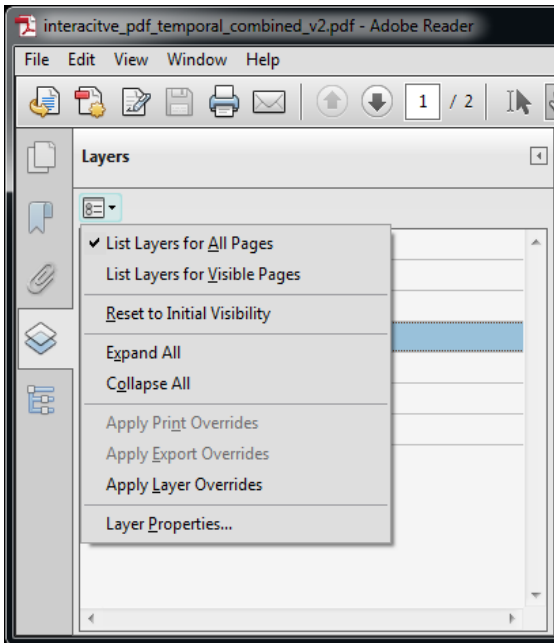 interacitve_pdf_temporal_combined_v2.pdf - Adobe Reader
File Edit View Window Help
1 / 2
Layers
List Layers for All Pages
List Layers for Visible Pages
Reset to Initial Visibility
Expand All
Collapse All
Apply Print Overrides
Apply Export Overrides
Apply Layer Overrides
Layer Properties...